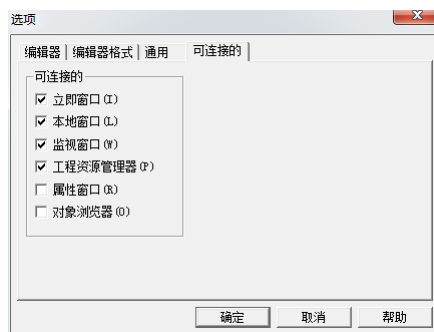 选项
编辑器 编辑器格式 通用 可连接的
可连接的
立即窗口(I)
本地窗口(L)
监视窗口(W)
工程资源管理器(P)
属性窗口(R)
对象浏览器(O)
确定 取消 帮助